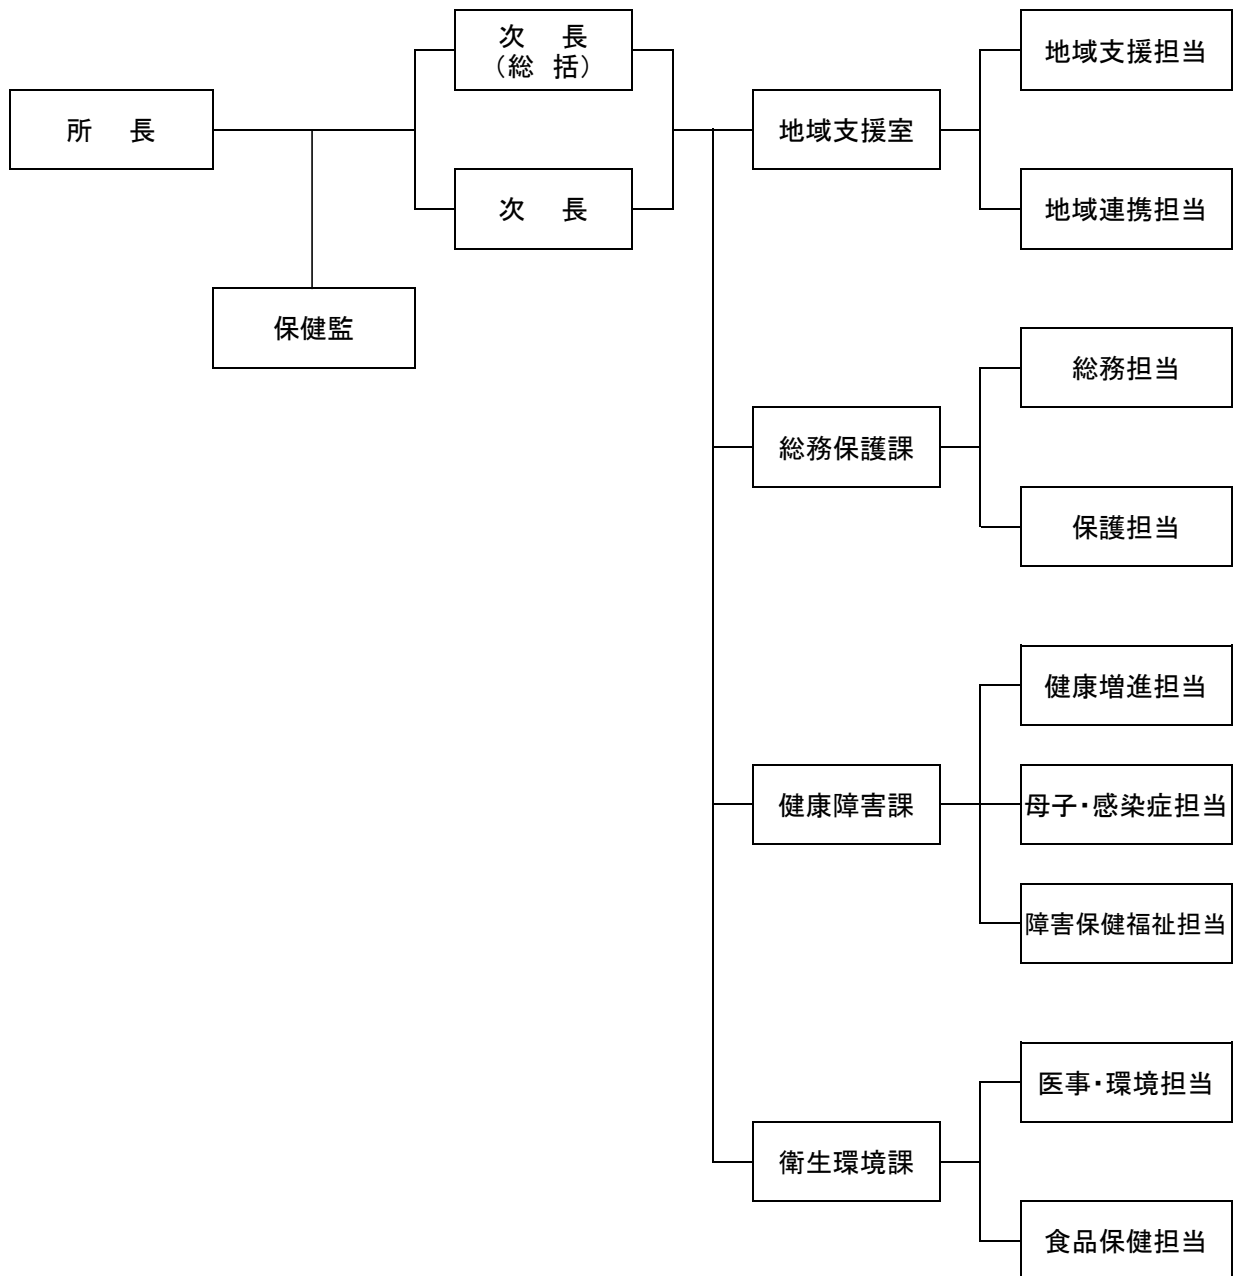 所　長
保健監
次　長
（総 括）
次　長
地域支援室
地域支援担当
地域連携担当
総務保護課
総務担当
保護担当
健康障害課
健康増進担当
母子・感染症担当
障害保健福祉担当
衛生環境課
医事・環境担当
食品保健担当